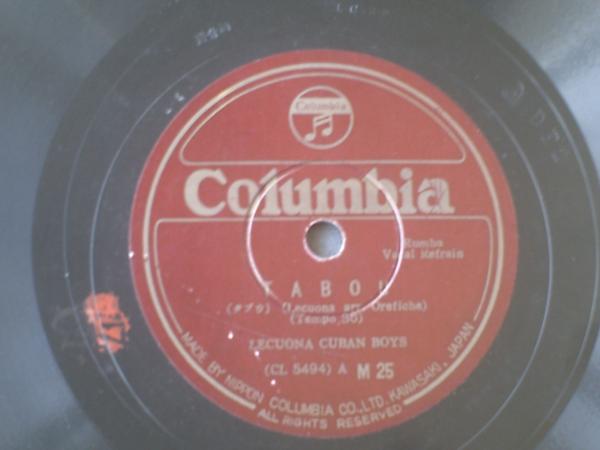 Columbia
Columbia
Rumba
Vocal Refrain
TABOU
(タブウ) (Lecuona arr. Orefiche)
(Tempo 36)
LECUONA CUBAN BOYS
(CL 5494) A M 25
MADE BY NIPPON COLUMBIA CO., LTD. KAWASAKI, JAPAN
ALL RIGHTS RESERVED